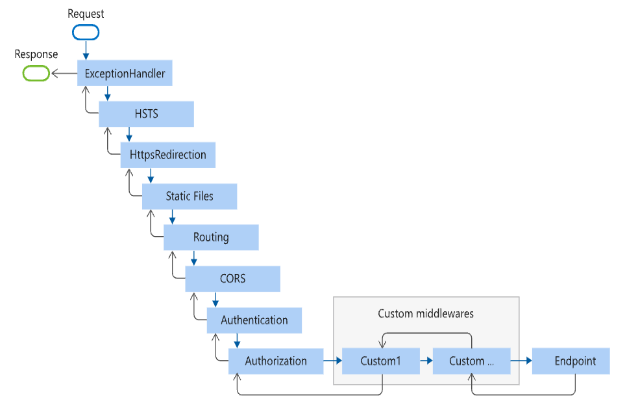 Request
Response
ExceptionHandler
HSTS
HttpsRedirection
Static Files
Routing
CORS
Authentication
Custom middlewares
Authorization
Custom1
Custom ...
Endpoint